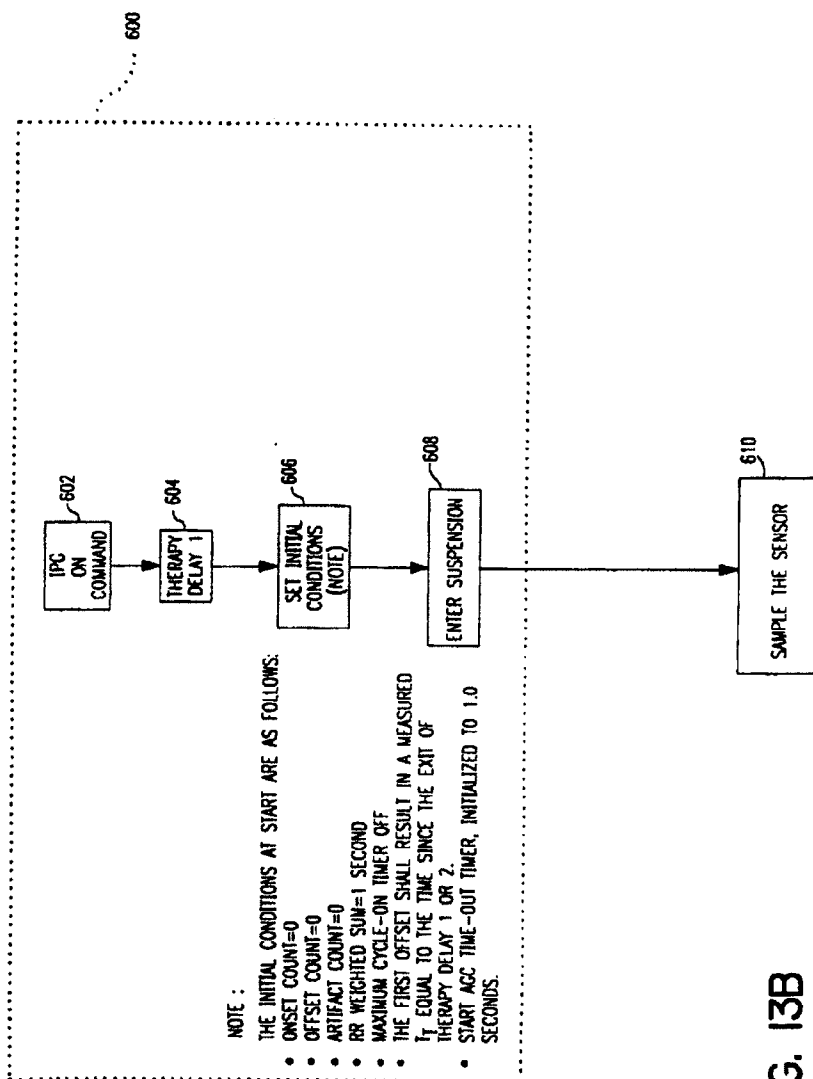 600
IPC
ON
COMMAND
602
THERAPY
DELAY 1
604
SET INITIAL
CONDITIONS
(NOTE)
606
ENTER SUSPENSION
608
NOTE :
THE INITIAL CONDITIONS AT START ARE AS FOLLOWS:
• ONSET COUNT=0
• OFFSET COUNT=0
• ARTIFACT COUNT=0
• RR WEIGHTED SUM=1 SECOND
• MAXIMUM CYCLE-ON TIMER OFF
• THE FIRST OFFSET SHALL RESULT IN A MEASURED
T̂T EQUAL TO THE TIME SINCE THE EXIT OF
THERAPY DELAY 1 OR 2.
• START AGC TIME-OUT TIMER, INITIALIZED TO 1.0
SECONDS.
SAMPLE THE SENSOR
610
G. 13B